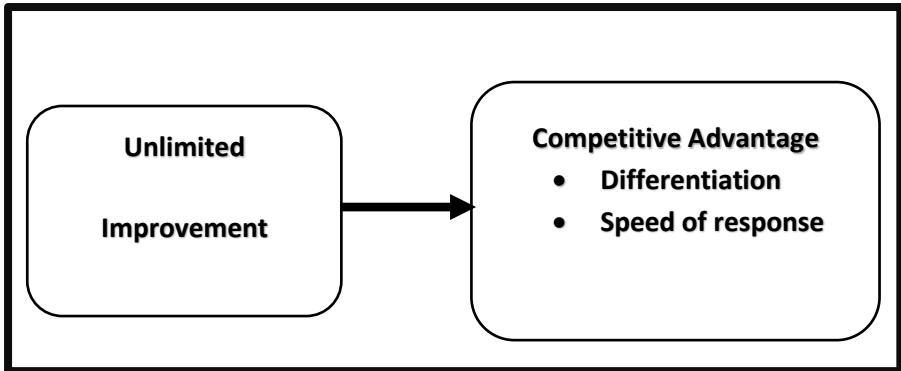 Unlimited
Improvement
Competitive Advantage
• Differentiation
• Speed of response